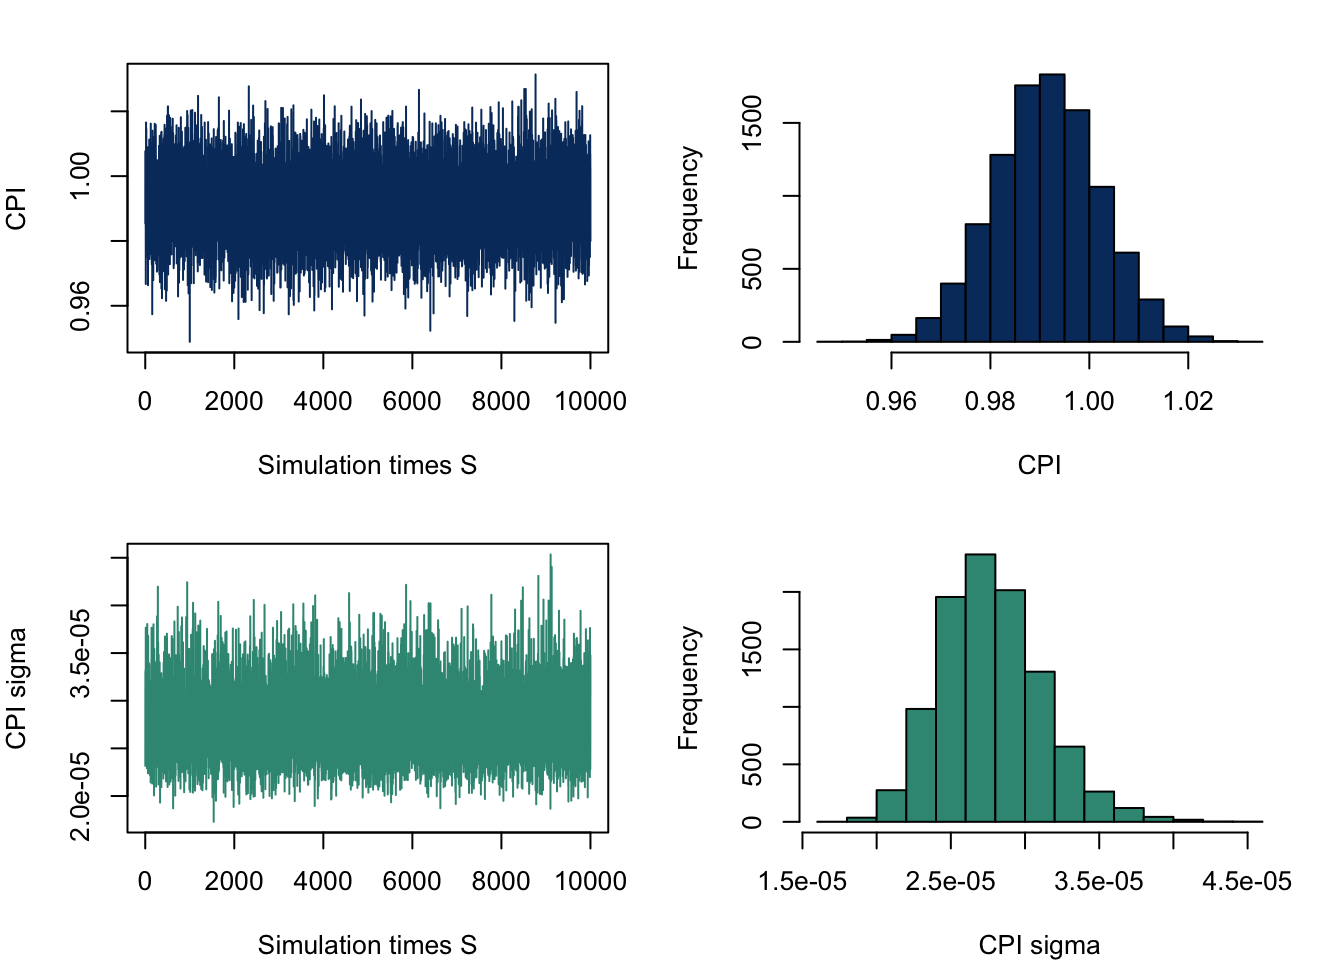 CPI
1.00
0.96
0 2000 4000 6000 8000 10000
Simulation times S
Frequency
1500
500
0
0.96 0.98 1.00 1.02
CPI
CPI sigma
3.5e-05
2.0e-05
0 2000 4000 6000 8000 10000
Simulation times S
Frequency
1500
500
0
1.5e-05 2.5e-05 3.5e-05 4.5e-05
CPI sigma